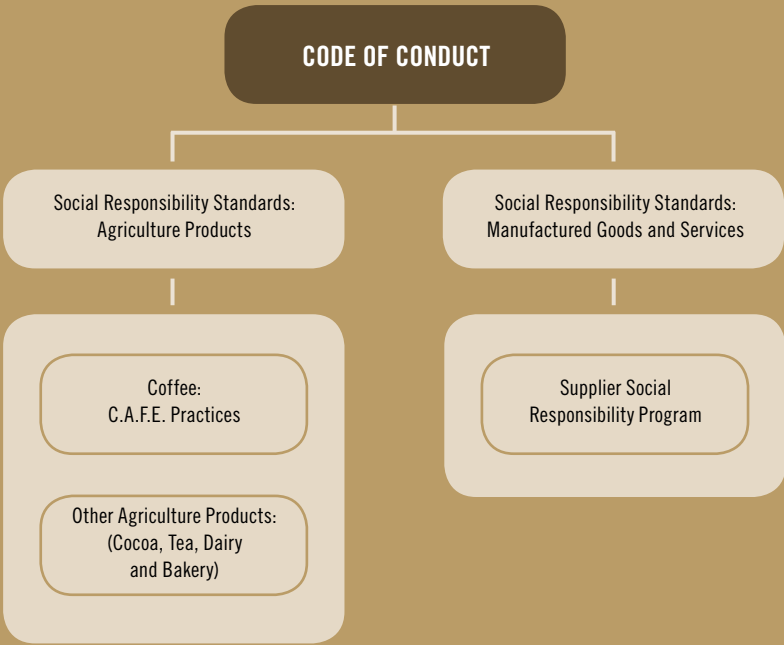 CODE OF CONDUCT
Social Responsibility Standards:
Agriculture Products
Social Responsibility Standards:
Manufactured Goods and Services
Coffee:
C.A.F.E. Practices
Other Agriculture Products:
(Cocoa, Tea, Dairy
and Bakery)
Supplier Social
Responsibility Program